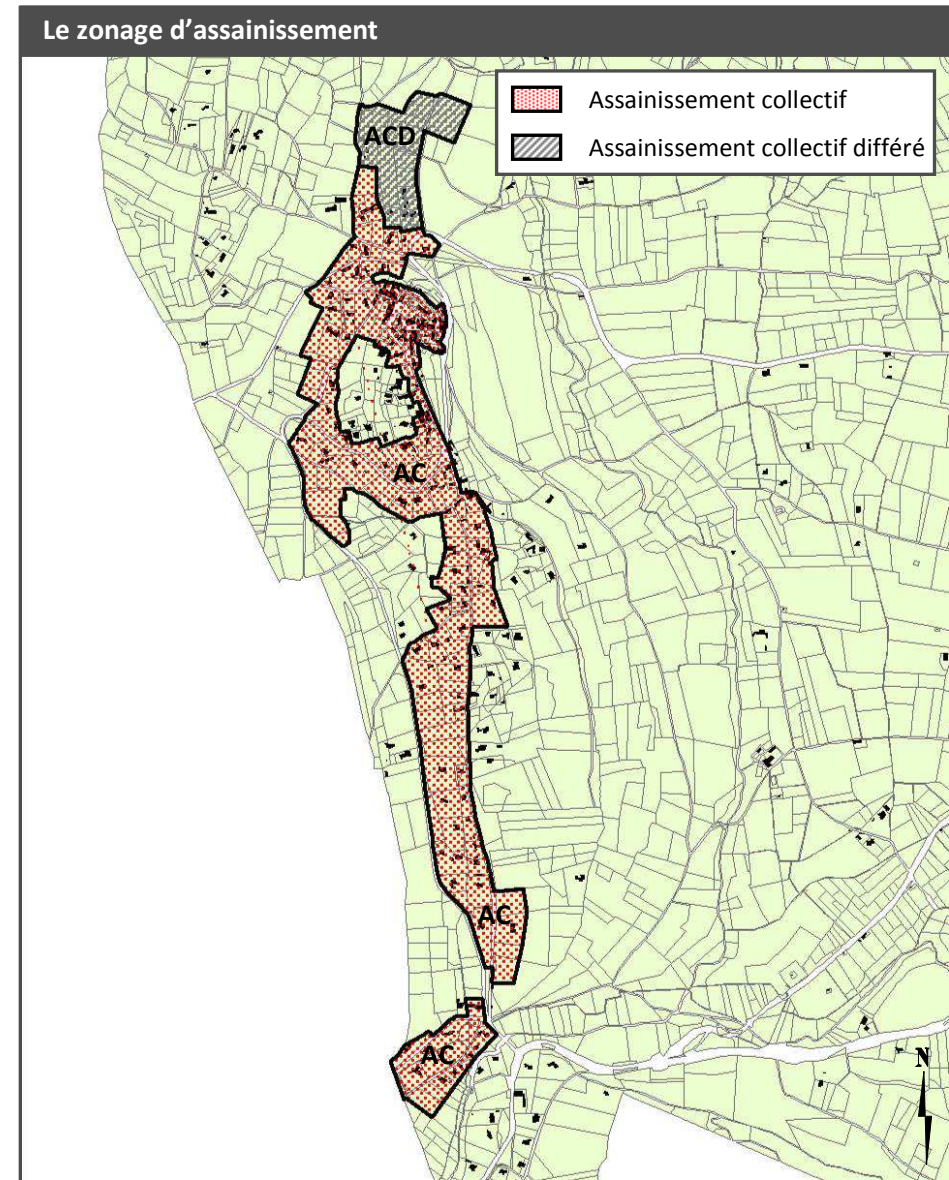 Le zonage d’assainissement
Assainissement collectif
Assainissement collectif différé
ACD
AC
AC
AC
N